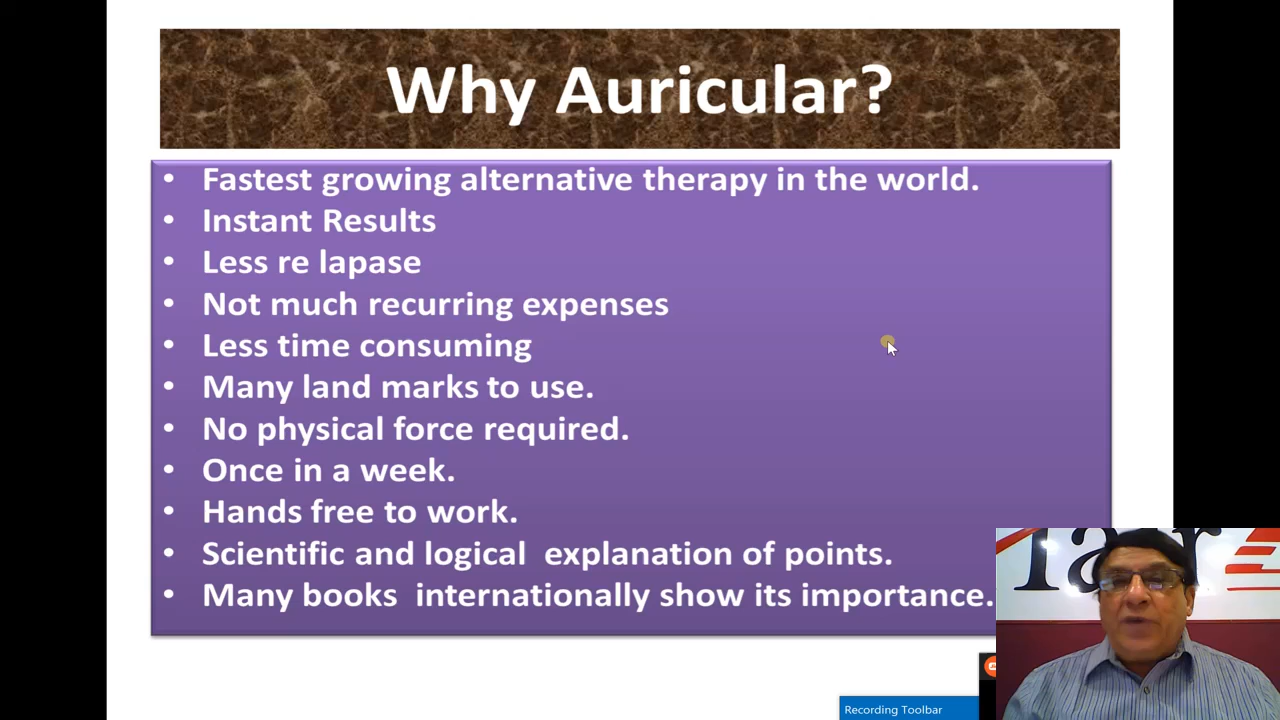 Why Auricular?
• Fastest growing alternative therapy in the world.
• Instant Results
• Less re lapase
• Not much recurring expenses
• Less time consuming
• Many land marks to use.
• No physical force required.
• Once in a week.
• Hands free to work.
• Scientific and logical  explanation of points.
• Many books  internationally show its importance.
Recording Toolbar